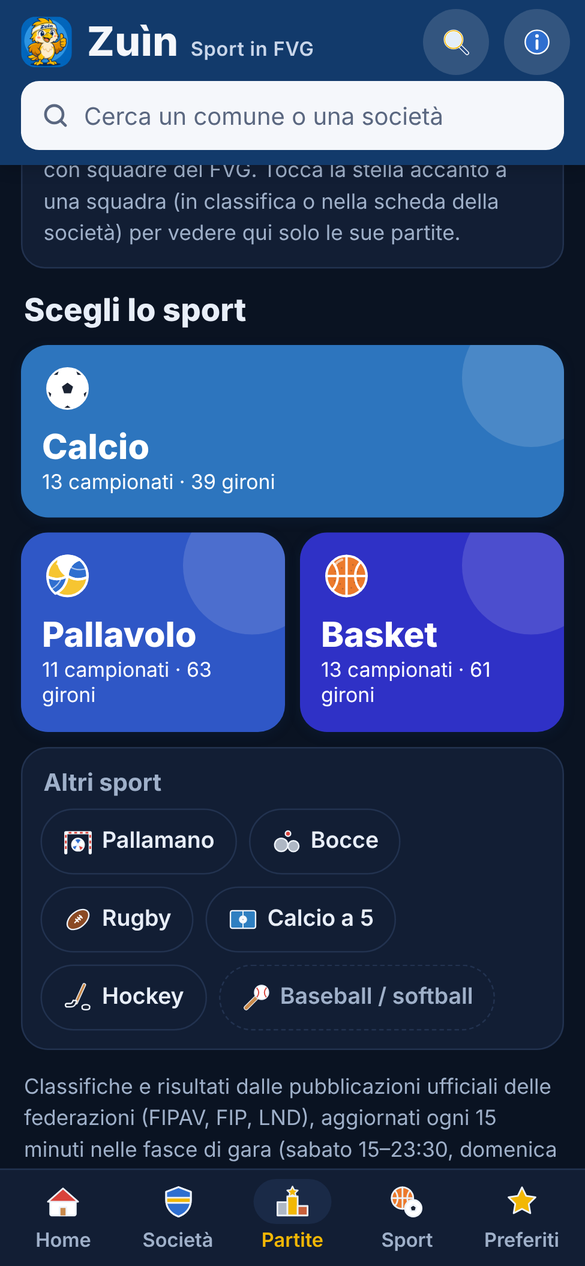 Zuìn Sport in FVG
Cerca un comune o una società
con squadre del FVG. Tocca la stella accanto a
una squadra (in classifica o nella scheda della
società) per vedere qui solo le sue partite.
Scegli lo sport
Calcio
13 campionati · 39 gironi
Pallavolo
11 campionati · 63
gironi
Basket
13 campionati · 61
gironi
Altri sport
Pallamano
Bocce
Rugby
Calcio a 5
Hockey
Baseball / softball
Classifiche e risultati dalle pubblicazioni ufficiali delle
federazioni (FIPAV, FIP, LND), aggiornati ogni 15
minuti nelle fasce di gara (sabato 15–23:30, domenica
Home
Società
Partite
Sport
Preferiti